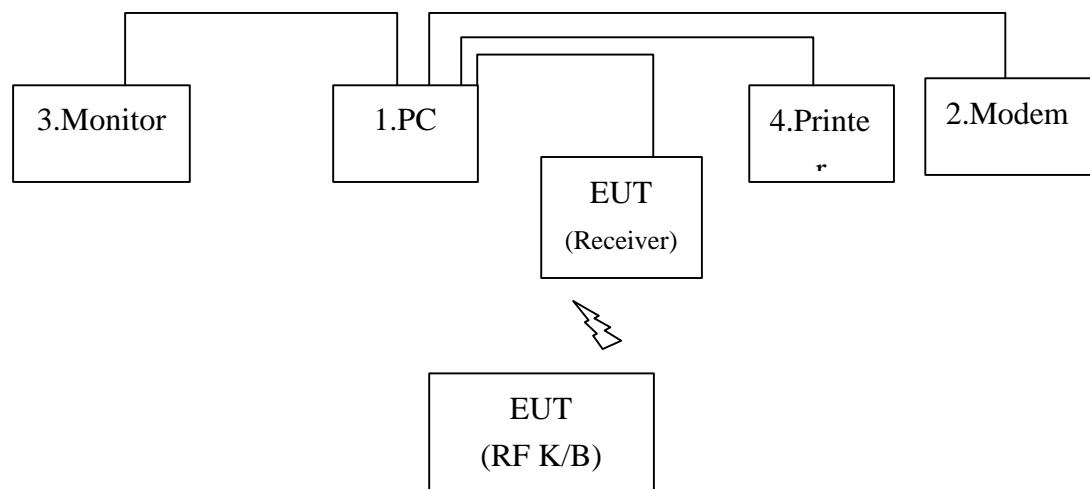 3.Monitor
1.PC
4.Printe
r
2.Modem
EUT
(Receiver)
EUT
(RF K/B)